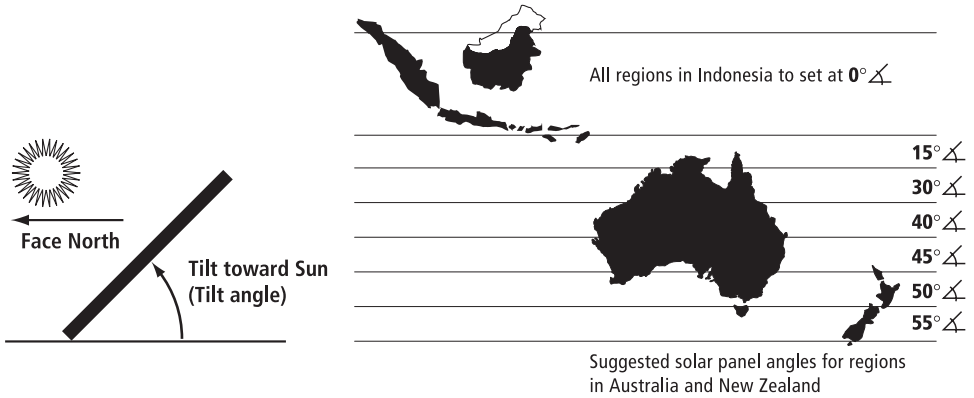 Face North
Tilt toward Sun
(Tilt angle)
All regions in Indonesia to set at 0°∡
15°∡
30°∡
40°∡
45°∡
50°∡
55°∡
Suggested solar panel angles for regions
in Australia and New Zealand